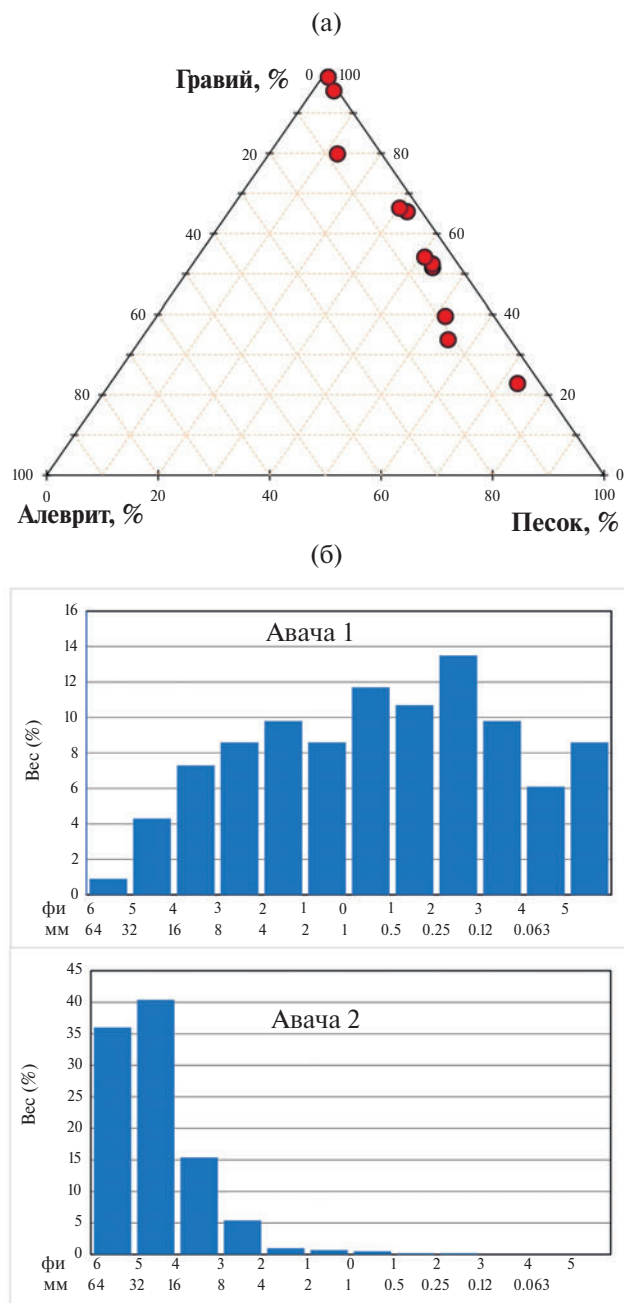 (а)
Гравий, %
0 100
20 80
40 60
60 40
80 20
100 0
0 20 40 60 80 100
Алеврит, % Песок, %
(б)
Авача 1
Вес (%)
16
14
12
10
8
6
4
2
0
фи 6 5 4 3 2 1 0 1 2 3 4 5
мм 64 32 16 8 4 2 1 0.5 0.25 0.12 0.063
Авача 2
Вес (%)
45
40
35
30
25
20
15
10
5
0
фи 6 5 4 3 2 1 0 1 2 3 4 5
мм 64 32 16 8 4 2 1 0.5 0.25 0.12 0.063